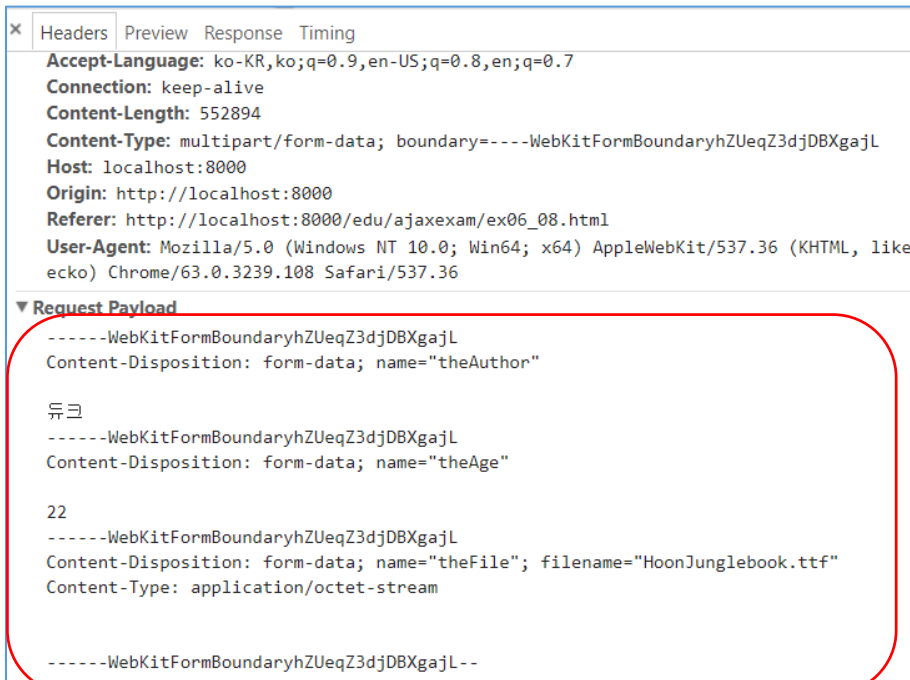 × Headers Preview Response Timing
Accept-Language: ko-KR,ko;q=0.9,en-US;q=0.8,en;q=0.7
Connection: keep-alive
Content-Length: 552894
Content-Type: multipart/form-data; boundary=----WebKitFormBoundaryhZUeqZ3djDBXgajL
Host: localhost:8000
Origin: http://localhost:8000
Referer: http://localhost:8000/edu/ajaxexam/ex06_08.html
User-Agent: Mozilla/5.0 (Windows NT 10.0; Win64; x64) AppleWebKit/537.36 (KHTML, like
ecko) Chrome/63.0.3239.108 Safari/537.36
▼ Request Payload
------WebKitFormBoundaryhZUeqZ3djDBXgajL
Content-Disposition: form-data; name="theAuthor"
듀크
------WebKitFormBoundaryhZUeqZ3djDBXgajL
Content-Disposition: form-data; name="theAge"
22
------WebKitFormBoundaryhZUeqZ3djDBXgajL
Content-Disposition: form-data; name="theFile"; filename="HoonJunglebook.ttf"
Content-Type: application/octet-stream
------WebKitFormBoundaryhZUeqZ3djDBXgajL--